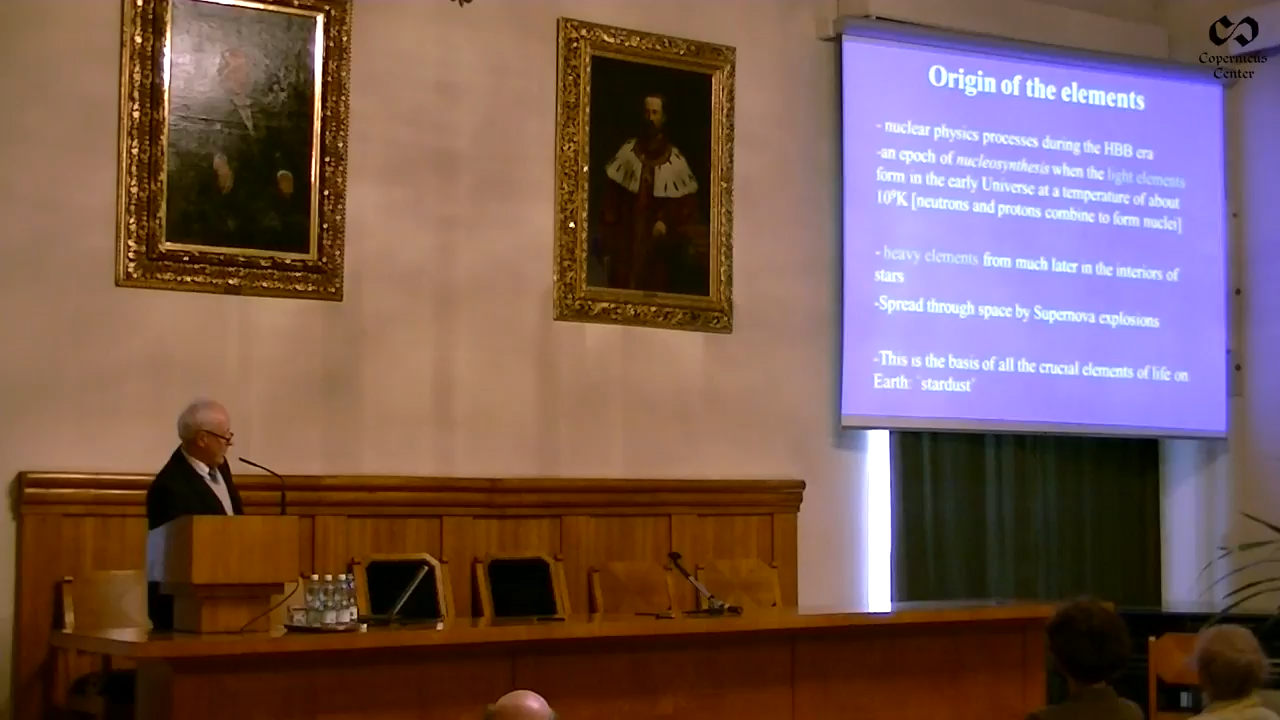 Copernicus
Center
Origin of the elements
- nuclear physics processes during the HBB era
-an epoch of nucleosynthesis when the light elements
form in the early Universe at a temperature of about
10⁹K [neutrons and protons combine to form nuclei]
- heavy elements from much later in the interiors of
stars
-Spread through space by Supernova explosions
-This is the basis of all the crucial elements of life on
Earth: `stardust'